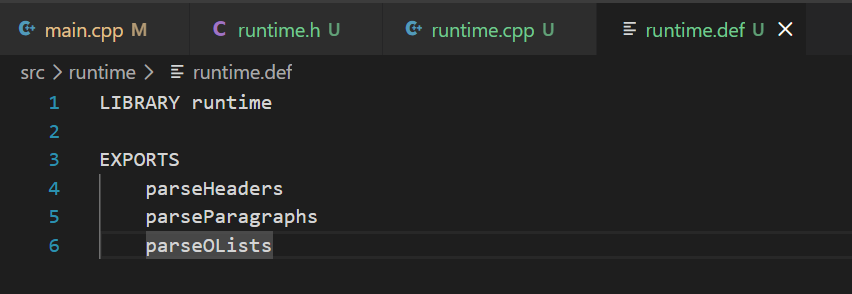 main.cpp M runtime.h U runtime.cpp U runtime.def U
src > runtime > runtime.def
1 LIBRARY runtime
2
3 EXPORTS
4 parseHeaders
5 parseParagraphs
6 parseOLists